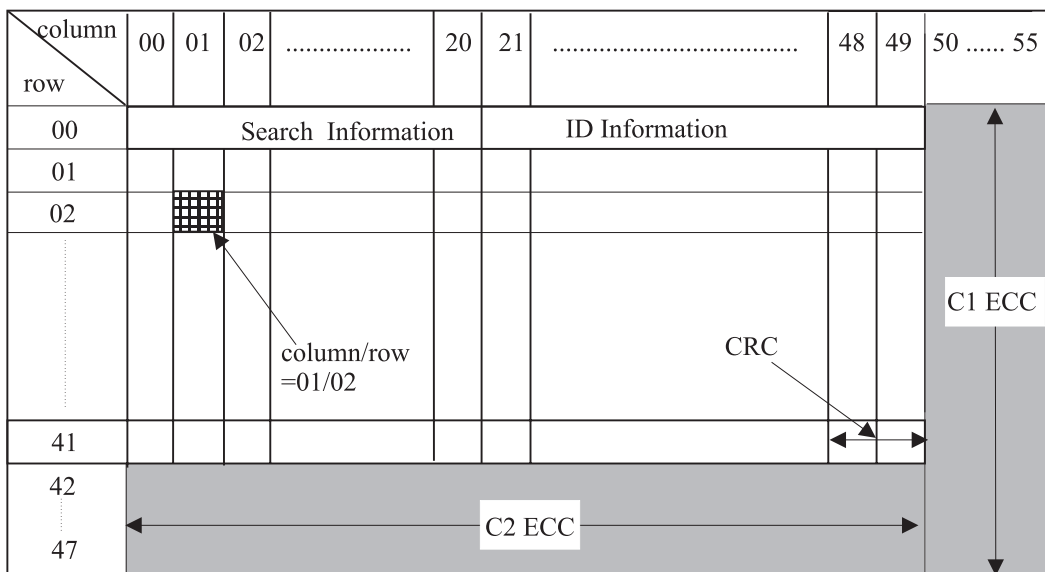 column
00 01 02 ................... 20 21 ..................................... 48 49 50 ...... 55
row
00 Search Information ID Information
01
02
C1 ECC
column/row
=01/02
CRC
41
42
C2 ECC
47